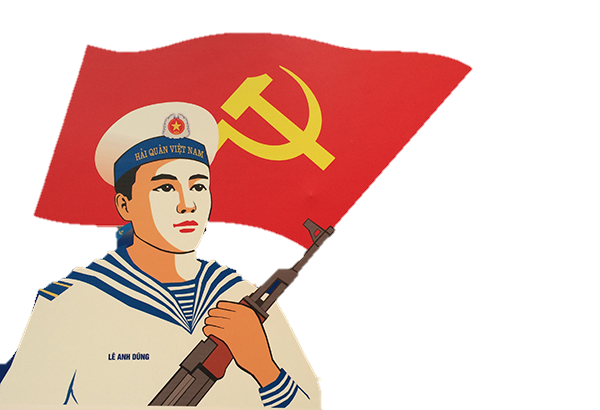 HẢI QUÂN VIỆT NAM
LÊ ANH DŨNG